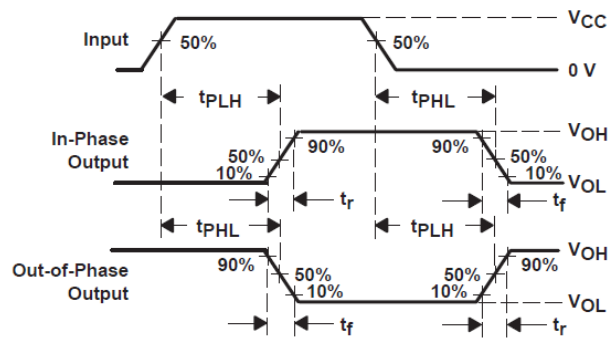 VCC
Input
50%
50%
0 V
tPLH
tPHL
In-Phase
Output
VOH
90%
90%
50%
50%
10%
10%
VOL
tr
tf
tPHL
tPLH
Out-of-Phase
Output
VOH
90%
90%
50%
50%
10%
10%
VOL
tf
tr